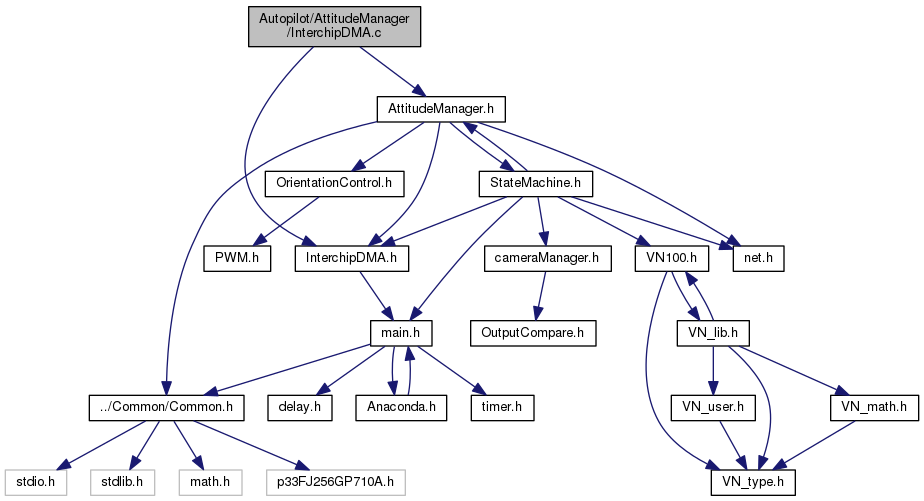 Autopilot/AttitudeManager
/InterchipDMA.c
AttitudeManager.h
OrientationControl.h
StateMachine.h
PWM.h
InterchipDMA.h
cameraManager.h
VN100.h
net.h
main.h
OutputCompare.h
VN_lib.h
../Common/Common.h
delay.h
Anaconda.h
timer.h
VN_user.h
VN_math.h
stdio.h
stdlib.h
math.h
p33FJ256GP710A.h
VN_type.h